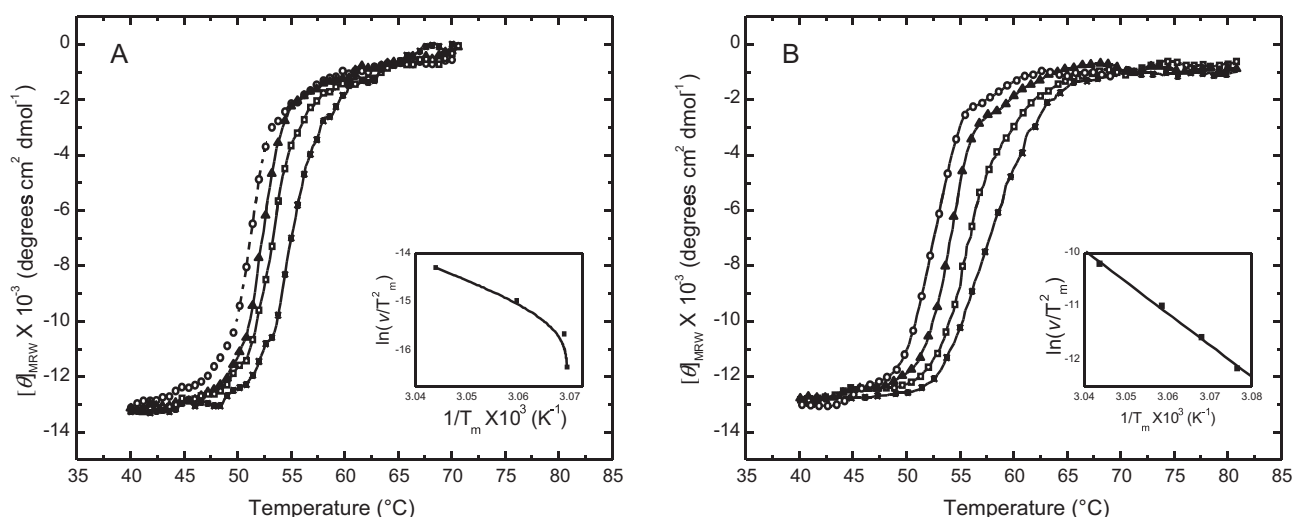 A
[θ]MRW X 10-3 (degrees cm2 dmol-1)
0
-2
-4
-6
-8
-10
-12
-14
35 40 45 50 55 60 65 70 75 80 85
Temperature (°C)
ln(v/T2m)
-14
-15
-16
3.04 3.05 3.06 3.07
1/Tm X103 (K-1)
B
[θ]MRW X 10-3 (degrees cm2 dmol-1)
0
-2
-4
-6
-8
-10
-12
-14
35 40 45 50 55 60 65 70 75 80 85
Temperature (°C)
ln(v/T2m)
-10
-11
-12
3.04 3.05 3.06 3.07 3.08
1/Tm X103 (K-1)